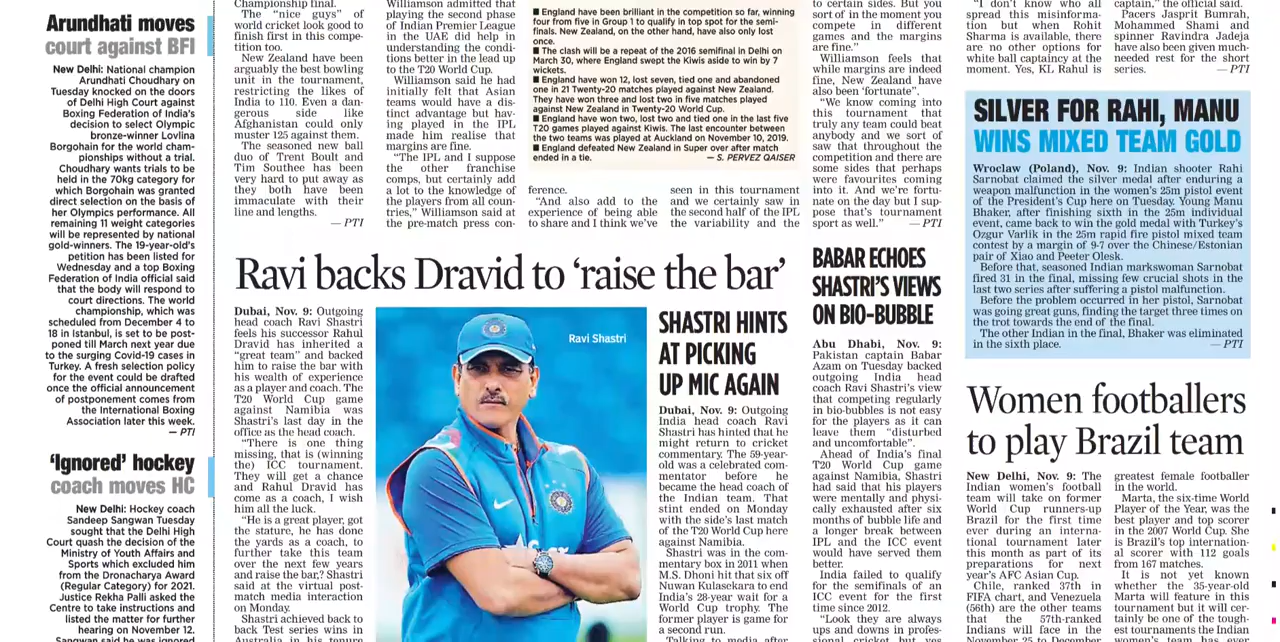 Arundhati moves
court against BFI
New Delhi: National champion
Arundhati Choudhary on
Tuesday knocked on the doors
of Delhi High Court against
Boxing Federation of India's
decision to select Olympic
bronze-winner Lovlina
Borgohain for the world cham-
pionships without a trial.
Choudhary wants trials to be
held in the 70kg category for
which Borgohain was granted
direct selection on the basis of
her Olympics performance. All
remaining 11 weight categories
will be represented by national
gold-winners. The 19-year-old's
petition has been listed for
Wednesday and a top Boxing
Federation of India official said
that the body will respond to
court directions. The world
championship, which was
scheduled from December 4 to
18 in Istanbul, is set to be post-
poned till March next year due
to the surging Covid-19 cases in
Turkey. A fresh selection policy
for the event could be drafted
once the official announcement
of postponement comes from
the International Boxing
Association later this week.
— PTI
'Ignored' hockey
coach moves HC
New Delhi: Hockey coach
Sandeep Sangwan Tuesday
sought that the Delhi High
Court quash the decision of the
Ministry of Youth Affairs and
Sports which excluded him
from the Dronacharya Award
(Regular Category) for 2021.
Justice Rekha Palli asked the
Centre to take instructions and
listed the matter for further
hearing on November 12.
Sangwan said he was ignored
Championship final.
The "nice guys" of
world cricket look good to
finish first in this compe-
tition too.
New Zealand have been
arguably the best bowling
unit in the tournament,
restricting the likes of
India to 110. Even a dan-
gerous side like
Afghanistan could only
muster 125 against them.
The seasoned new ball
duo of Trent Boult and
Tim Southee has been
very hard to put away as
they both have been
immaculate with their
line and lengths.
— PTI
Williamson admitted that
playing the second phase
of Indian Premier League
in the UAE did help in
understanding the condi-
tions better in the lead up
to the T20 World Cup.
Williamson said he had
initially felt that Asian
teams would have a dis-
tinct advantage but hav-
ing played in the IPL
made him realise that
margins are fine.
"The IPL and I suppose
the other franchise
comps, but certainly add
a lot to the knowledge of
the players from all coun-
tries," Williamson said at
the pre-match press con-
■ England have been brilliant in the competition so far, winning
four from five in Group 1 to qualify in top spot for the semi-
finals. New Zealand, on the other hand, have also only lost
once.
■ The clash will be a repeat of the 2016 semifinal in Delhi on
March 30, where England swept the Kiwis aside to win by 7
wickets.
■ England have won 12, lost seven, tied one and abandoned
one in 21 Twenty-20 matches played against New Zealand.
They have won three and lost two in five matches played
against New Zealand in Twenty-20 World Cup.
■ England have won two, lost two and tied one in the last five
T20 games played against Kiwis. The last encounter between
the two teams was played at Auckland on November 10, 2019.
■ England defeated New Zealand in Super over after match
ended in a tie. — S. PERVEZ QAISER
ference.
"And also add to the
experience of being able
to share and I think we've
seen in this tournament
and we certainly saw in
the second half of the IPL
the variability and the
to certain sides. But you
sort of in the moment you
compete in different
games and the margins
are fine."
Williamson feels that
while margins are indeed
fine, New Zealand have
also been 'fortunate".
"We know coming into
this tournament that
truly any team could beat
anybody and we sort of
saw that throughout the
competition and there are
some sides that perhaps
were favourites coming
into it. And we're fortu-
nate on the day but I sup-
pose that's tournament
sport as well." — PTI
"I don't know who all
spread this misinforma-
tion but when Rohit
Sharma is available, there
are no other options for
white ball captaincy at the
moment. Yes, KL Rahul is
captain," the official said.
Pacers Jasprit Bumrah,
Mohammed Shami and
spinner Ravindra Jadeja
have also been given much-
needed rest for the short
series. — PTI
Ravi backs Dravid to 'raise the bar'
Dubai, Nov. 9: Outgoing
head coach Ravi Shastri
feels his successor Rahul
Dravid has inherited a
"great team" and backed
him to raise the bar with
his wealth of experience
as a player and coach. The
T20 World Cup game
against Namibia was
Shastri's last day in the
office as the head coach.
"There is one thing
missing, that is (winning
the) ICC tournament.
They will get a chance
and Rahul Dravid has
come as a coach, I wish
him all the luck.
"He is a great player, got
the stature, he has done
the yards as a coach, to
further take this team
over the next few years
and raise the bar,? Shastri
said at the virtual post-
match media interaction
on Monday.
Shastri achieved back to
back Test series wins in
Australia in his tenure
Ravi Shastri
SHASTRI HINTS
AT PICKING
UP MIC AGAIN
Dubai, Nov. 9: Outgoing
India head coach Ravi
Shastri has hinted that he
might return to cricket
commentary. The 59-year-
old was a celebrated com-
mentator before he
became the head coach of
the Indian team. That
stint ended on Monday
with the side's last match
of the T20 World Cup here
against Namibia.
Shastri was in the com-
mentary box in 2011 when
M.S. Dhoni hit that six off
Nuwan Kulasekara to end
India's 28-year wait for a
World Cup trophy. The
former player is game for
a second run.
Talking to media after
BABAR ECHOES
SHASTRI'S VIEWS
ON BIO-BUBBLE
Abu Dhabi, Nov. 9:
Pakistan captain Babar
Azam on Tuesday backed
outgoing India head
coach Ravi Shastri's view
that competing regularly
in bio-bubbles is not easy
for the players as it can
leave them "disturbed
and uncomfortable".
Ahead of India's final
T20 World Cup game
against Namibia, Shastri
had said that his players
were mentally and physi-
cally exhausted after six
months of bubble life and
a longer break between
IPL and the ICC event
would have served them
better.
India failed to qualify
for the semifinals of an
ICC event for the first
time since 2012.
"Look they are always
ups and downs in profes-
sional cricket but yes
SILVER FOR RAHI, MANU
WINS MIXED TEAM GOLD
Wroclaw (Poland), Nov. 9: Indian shooter Rahi
Sarnobat claimed the silver medal after enduring a
weapon malfunction in the women's 25m pistol event
of the President's Cup here on Tuesday. Young Manu
Bhaker, after finishing sixth in the 25m individual
event, came back to win the gold medal with Turkey's
Ozgur Varlik in the 25m rapid fire pistol mixed team
contest by a margin of 9-7 over the Chinese/Estonian
pair of Xiao and Peeter Olesk.
Before that, seasoned Indian markswoman Sarnobat
fired 31 in the final, missing few crucial shots in the
last two series after suffering a pistol malfunction.
Before the problem occurred in her pistol, Sarnobat
was going great guns, finding the target three times on
the trot towards the end of the final.
The other Indian in the final, Bhaker was eliminated
in the sixth place. — PTI
Women footballers
to play Brazil team
New Delhi, Nov. 9: The
Indian women's football
team will take on former
World Cup runners-up
Brazil for the first time
ever during an interna-
tional tournament later
this month as part of its
preparations for next
year's AFC Asian Cup.
Chile, ranked 37th in
FIFA chart, and Venezuela
(56th) are the other teams
that the 57th-ranked
Indians will face in the
November 25 to December
greatest female footballer
in the world.
Marta, the six-time World
Player of the Year, was the
best player and top scorer
in the 2007 World Cup. She
is Brazil's top internation-
al scorer with 112 goals
from 167 matches.
It is not yet known
whether the 35-year-old
Marta will feature in this
tournament but it will cer-
tainly be one of the tough-
est tournaments the Indian
women's team has ever